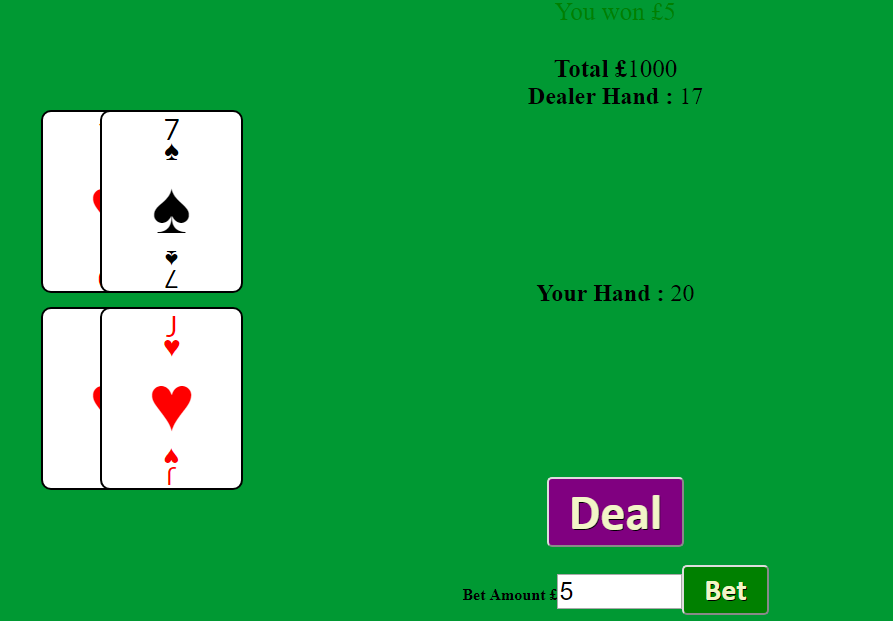 You won £5
Total £1000
Dealer Hand : 17
7
7
Your Hand : 20
J
J
Deal
Bet Amount £5 Bet